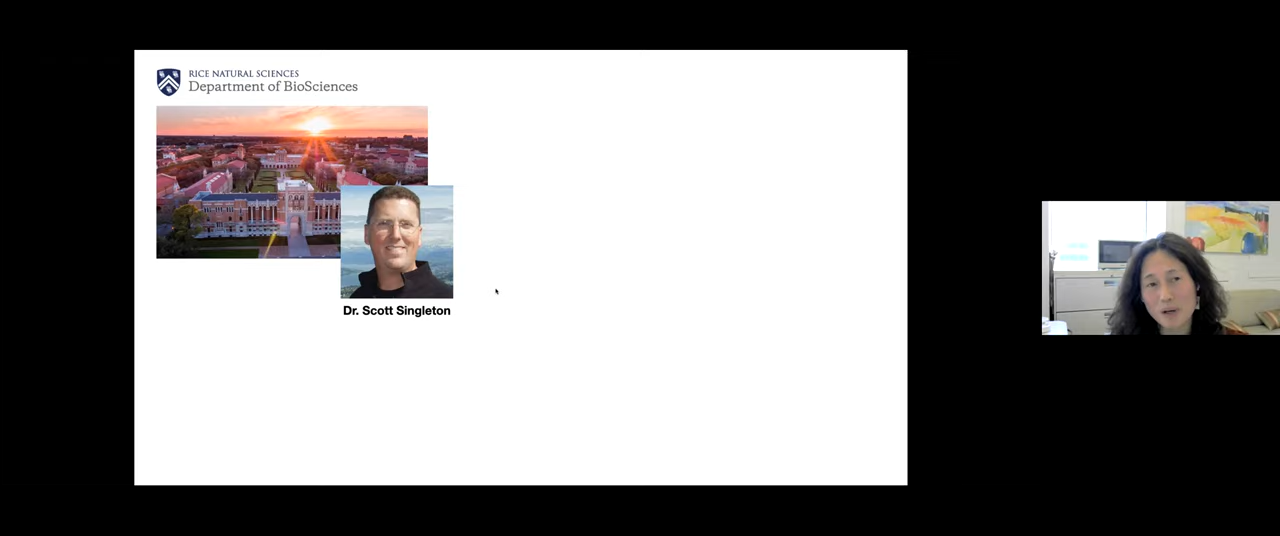 RICE NATURAL SCIENCES
Department of BioSciences
Dr. Scott Singleton